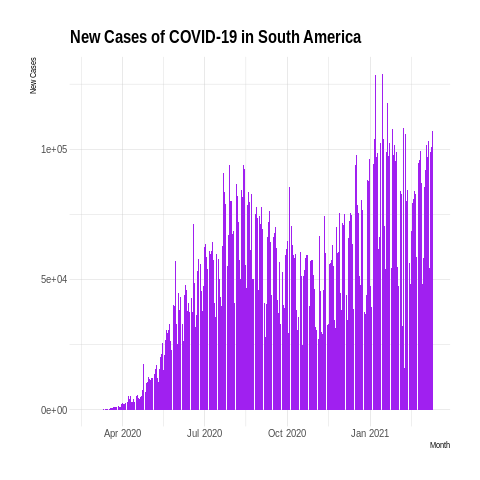 New Cases of COVID-19 in South America
New Cases
1e+05
5e+04
0e+00
Apr 2020 Jul 2020 Oct 2020 Jan 2021
Month